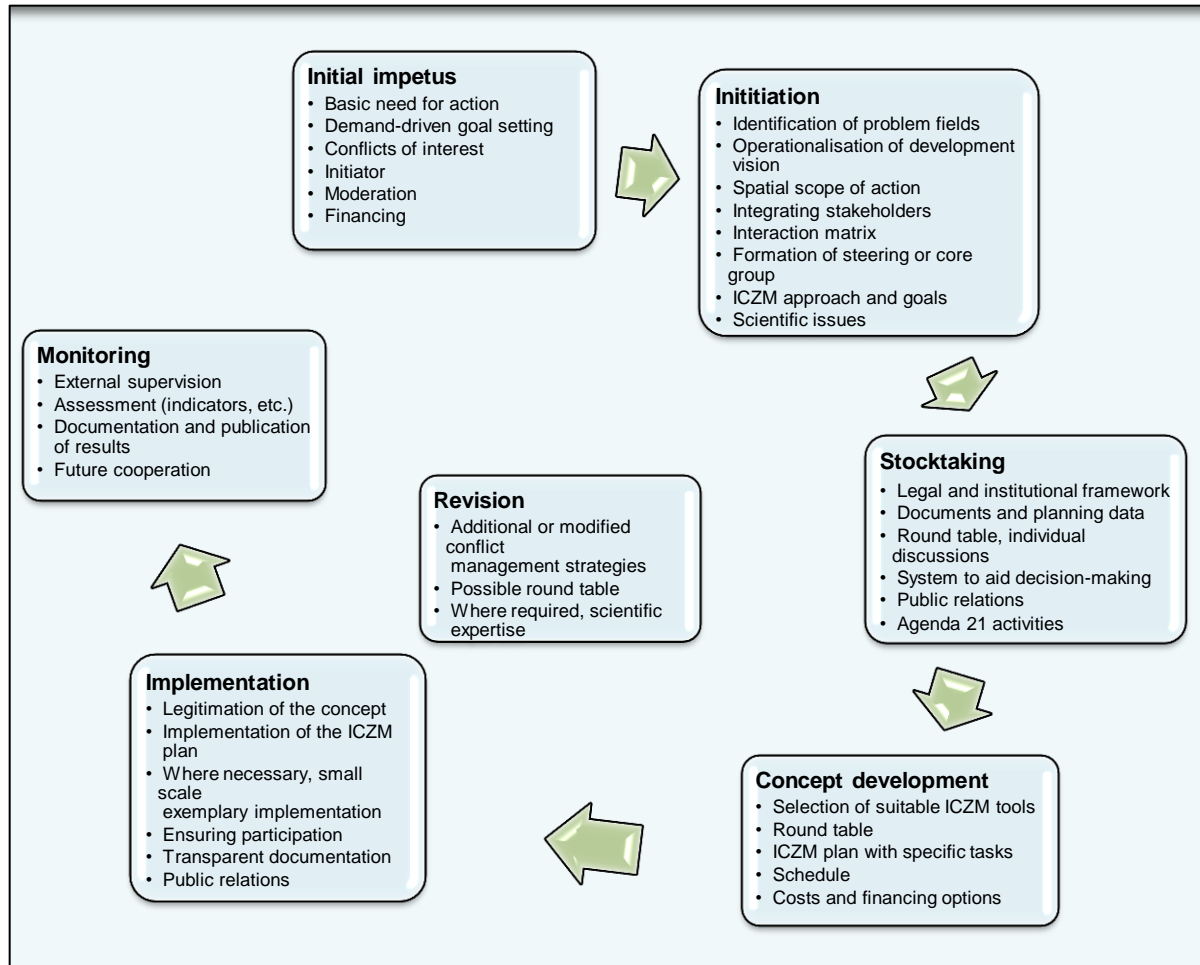 Initial impetus
• Basic need for action
• Demand-driven goal setting
• Conflicts of interest
• Initiator
• Moderation
• Financing
Inititiation
• Identification of problem fields
• Operationalisation of development
vision
• Spatial scope of action
• Integrating stakeholders
• Interaction matrix
• Formation of steering or core
group
• ICZM approach and goals
• Scientific issues
Stocktaking
• Legal and institutional framework
• Documents and planning data
• Round table, individual
discussions
• System to aid decision-making
• Public relations
• Agenda 21 activities
Concept development
• Selection of suitable ICZM tools
• Round table
• ICZM plan with specific tasks
• Schedule
• Costs and financing options
Implementation
• Legitimation of the concept
• Implementation of the ICZM
plan
• Where necessary, small
scale
exemplary implementation
• Ensuring participation
• Transparent documentation
• Public relations
Monitoring
• External supervision
• Assessment (indicators, etc.)
• Documentation and publication
of results
• Future cooperation
Revision
• Additional or modified
conflict
management strategies
• Possible round table
• Where required, scientific
expertise